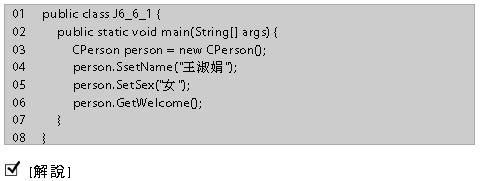 01 public class J6_6_1 {
02 public static void main(String[] args) {
03 CPerson person = new CPerson();
04 person.SsetName("王淑娟");
05 person.SetSex("女");
06 person.GetWelcome();
07 }
08 }
[解說]